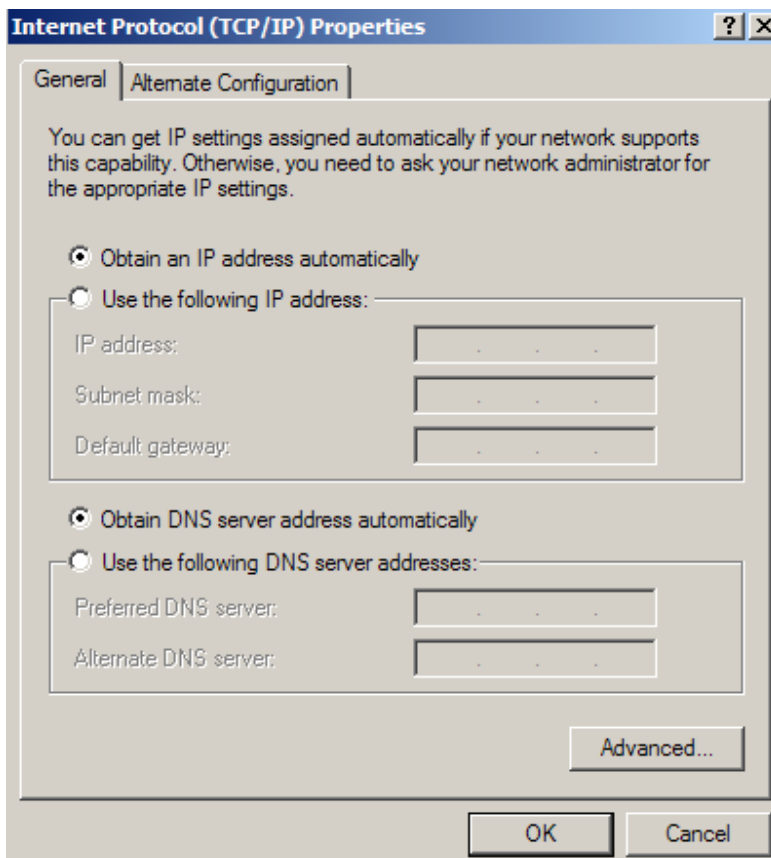 Internet Protocol (TCP/IP) Properties
General
Alternate Configuration
You can get IP settings assigned automatically if your network supports
this capability. Otherwise, you need to ask your network administrator for
the appropriate IP settings.
Obtain an IP address automatically
Use the following IP address:
IP address:
Subnet mask:
Default gateway:
Obtain DNS server address automatically
Use the following DNS server addresses:
Preferred DNS server:
Alternate DNS server:
Advanced...
OK
Cancel